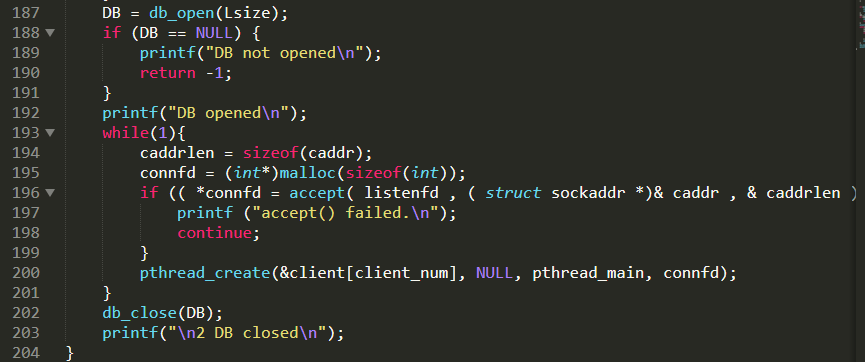 187 DB = db_open(Lsize);
188 if (DB == NULL) {
189 printf("DB not opened\n");
190 return -1;
191 }
192 printf("DB opened\n");
193 while(1){
194 caddrlen = sizeof(caddr);
195 connfd = (int*)malloc(sizeof(int));
196 if (( *connfd = accept( listenfd , ( struct sockaddr *)& caddr , & caddrlen )
197 printf ("accept() failed.\n");
198 continue;
199 }
200 pthread_create(&client[client_num], NULL, pthread_main, connfd);
201 }
202 db_close(DB);
203 printf("\n2 DB closed\n");
204 }